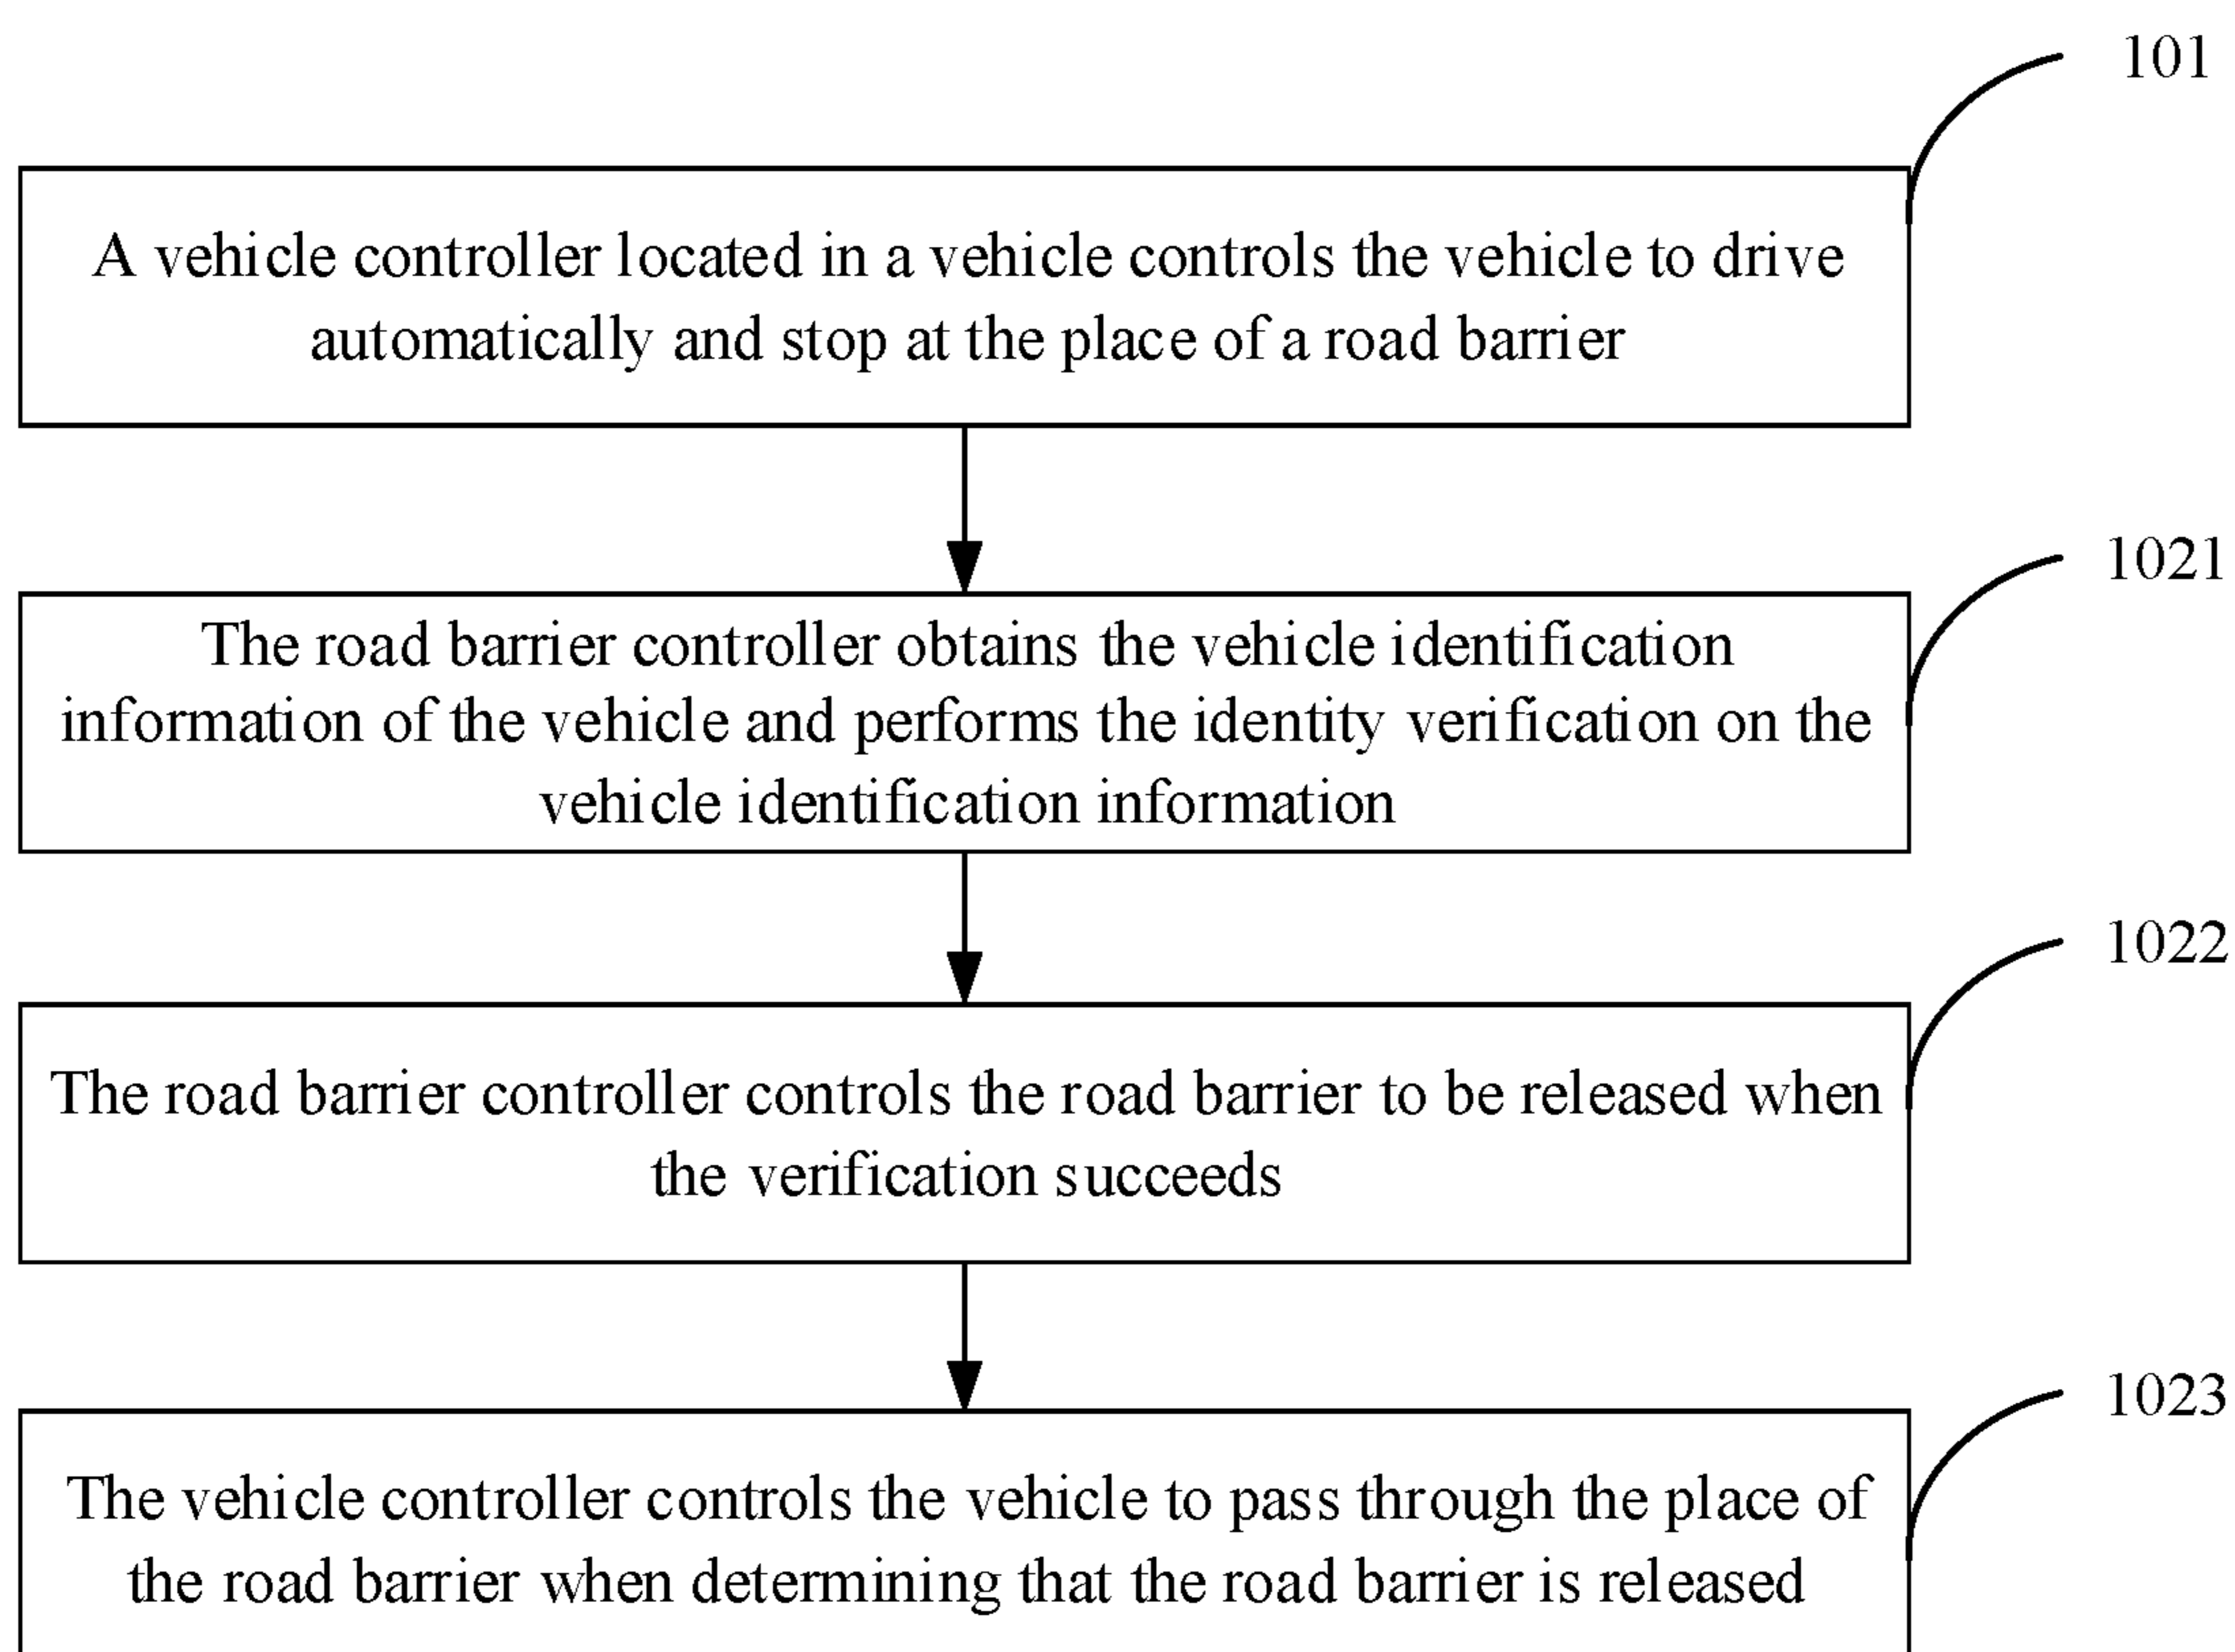 101
A vehicle controller located in a vehicle controls the vehicle to drive
automatically and stop at the place of a road barrier
1021
The road barrier controller obtains the vehicle identification
information of the vehicle and performs the identity verification on the
vehicle identification information
1022
The road barrier controller controls the road barrier to be released when
the verification succeeds
1023
The vehicle controller controls the vehicle to pass through the place of
the road barrier when determining that the road barrier is released